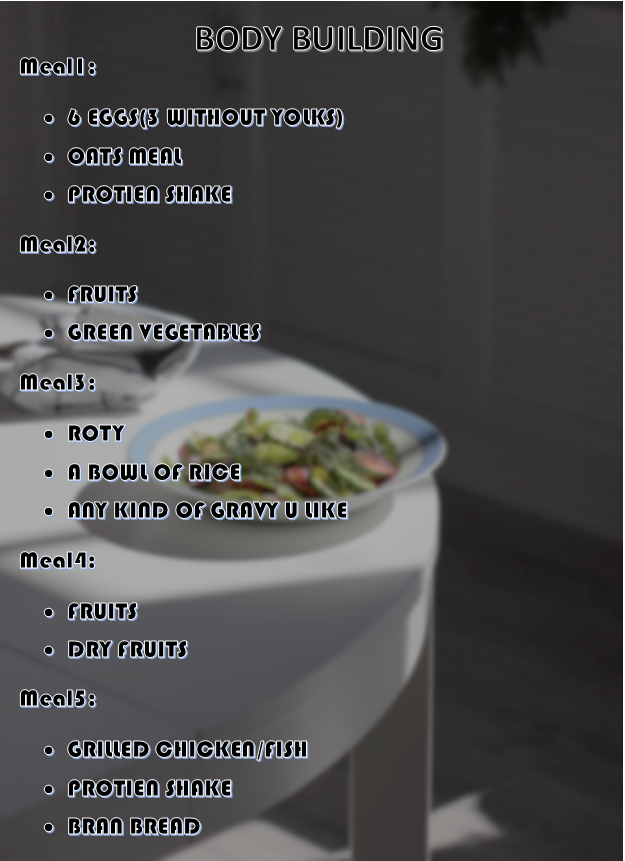 BODY BUILDING
Meal1:
• 6 EGGS(3 WITHOUT YOLKS)
• OATS MEAL
• PROTIEN SHAKE
Meal2:
• FRUITS
• GREEN VEGETABLES
Meal3:
• ROTY
• A BOWL OF RICE
• ANY KIND OF GRAVY U LIKE
Meal4:
• FRUITS
• DRY FRUITS
Meal5:
• GRILLED CHICKEN/FISH
• PROTIEN SHAKE
• BRAN BREAD